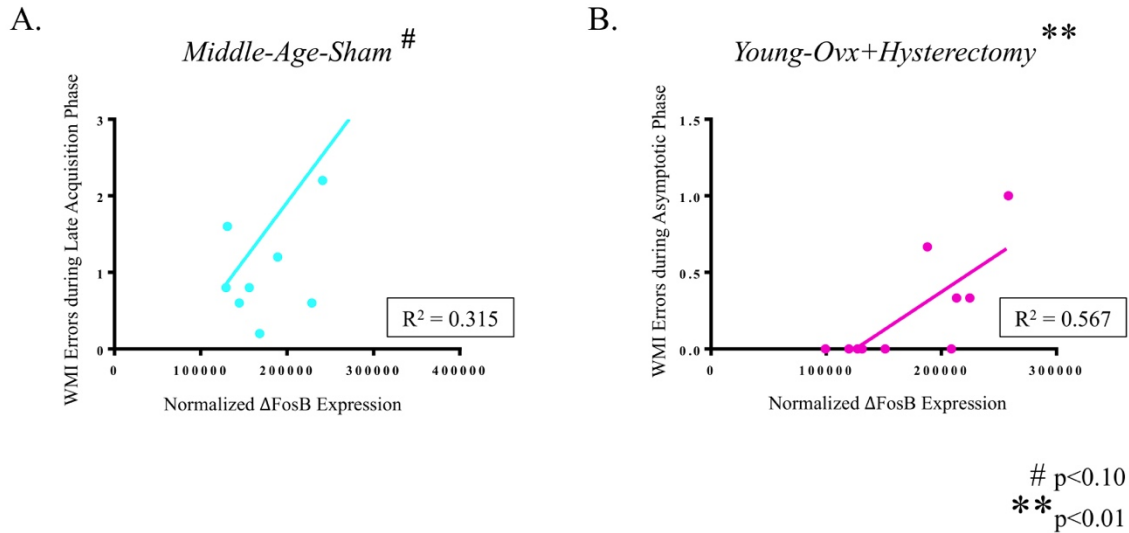 A.
Middle-Age-Sham #
WMI Errors during Late Acquisition Phase
3
2
1
0
0
100000
200000
300000
400000
R² = 0.315
Normalized ΔFosB Expression
B.
Young-Ovx+Hysterectomy **
WMI Errors during Asymptotic Phase
1.5
1.0
0.5
0.0
0
100000
200000
300000
R² = 0.567
Normalized ΔFosB Expression
# p<0.10
** p<0.01